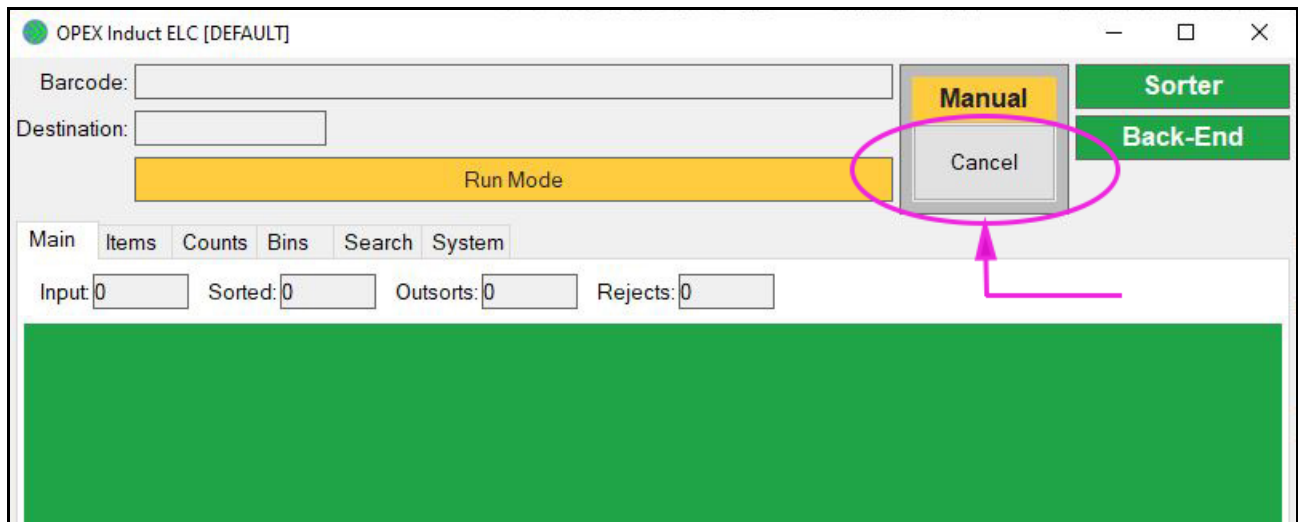 OPEX Induct ELC [DEFAULT]
Barcode:
Manual
Sorter
Destination:
Cancel
Back-End
Run Mode
Main Items Counts Bins Search System
Input: 0 Sorted: 0 Outsorts: 0 Rejects: 0